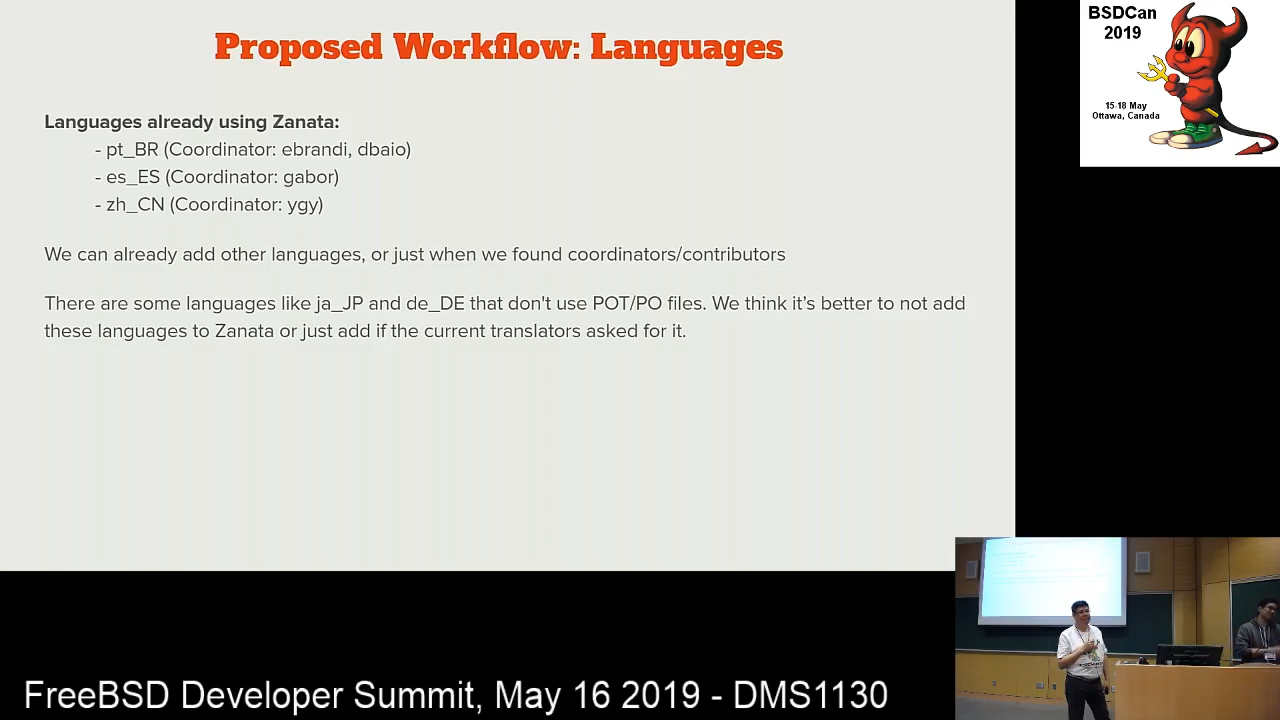 Proposed Workflow: Languages
Languages already using Zanata:
- pt_BR (Coordinator: ebrandi, dbaio)
- es_ES (Coordinator: gabor)
- zh_CN (Coordinator: ygy)
We can already add other languages, or just when we found coordinators/contributors
There are some languages like ja_JP and de_DE that don't use POT/PO files. We think it’s better to not add
these languages to Zanata or just add if the current translators asked for it.
BSDCan
2019
15-18 May
Ottawa, Canada
FreeBSD Developer Summit, May 16 2019 - DMS1130